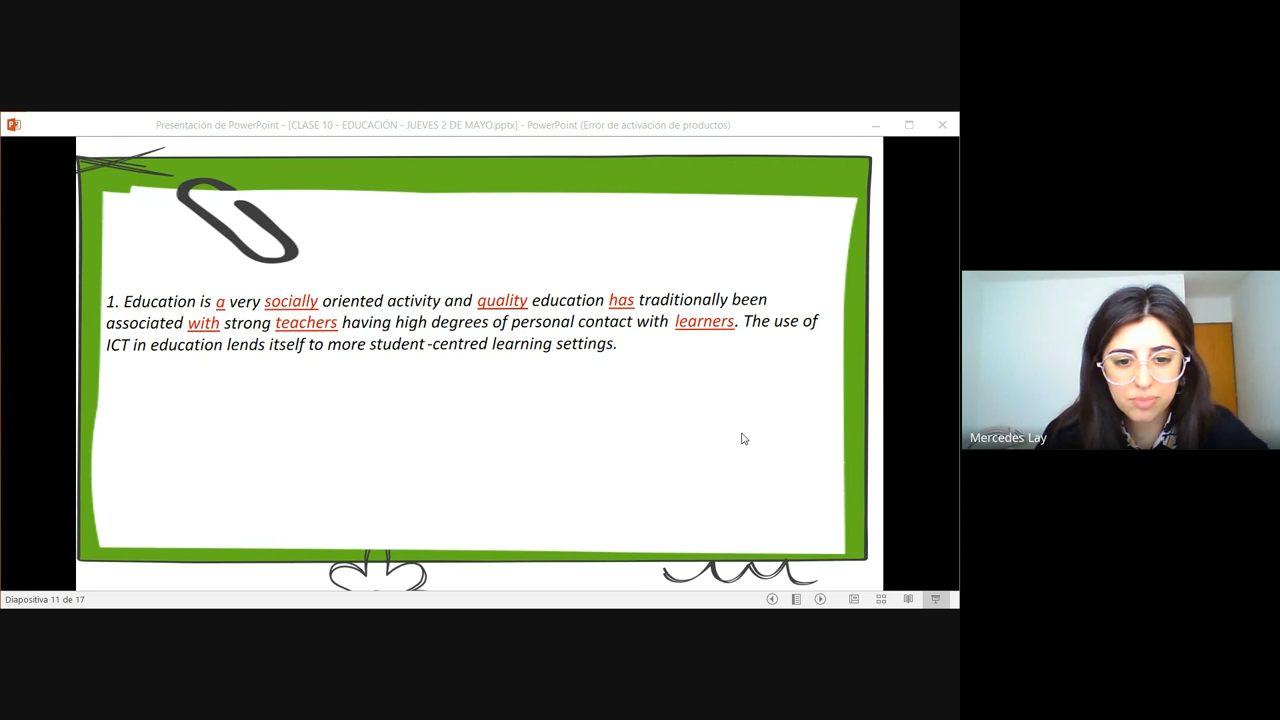 Presentación de PowerPoint - [CLASE 10 - EDUCACIÓN - JUEVES 2 DE MAYO.pptx] - PowerPoint (Error de activación de productos)
1. Education is a very socially oriented activity and quality education has traditionally been
associated with strong teachers having high degrees of personal contact with learners. The use of
ICT in education lends itself to more student-centred learning settings.
Mercedes Lay
Diapositiva 11 de 17